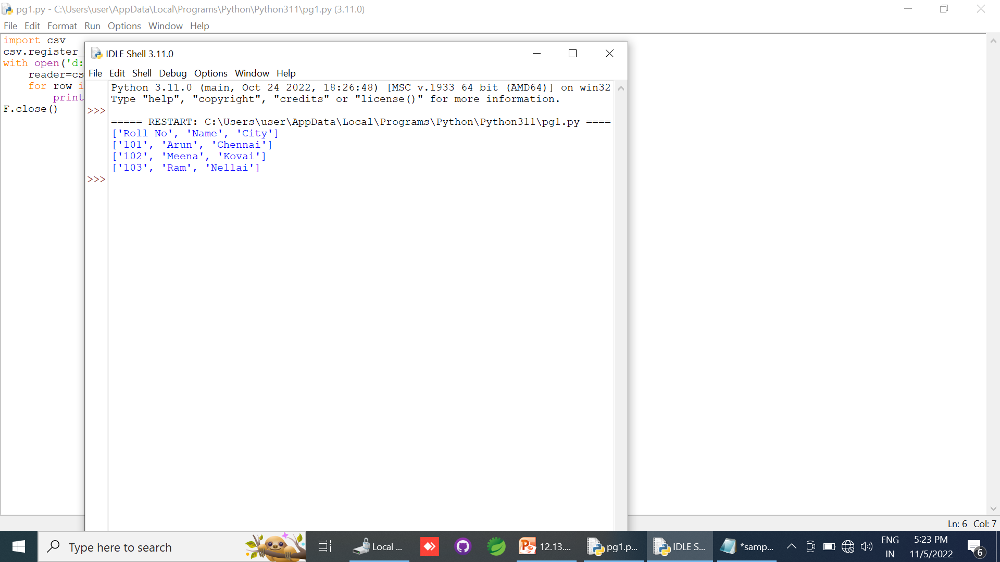 pg1.py - C:\Users\user\AppData\Local\Programs\Python\Python311\pg1.py (3.11.0)
File Edit Format Run Options Window Help
import csv
csv.register_
with open('d:
reader=cs
for row i
print
F.close()
IDLE Shell 3.11.0
File Edit Shell Debug Options Window Help
Python 3.11.0 (main, Oct 24 2022, 18:26:48) [MSC v.1933 64 bit (AMD64)] on win32
Type "help", "copyright", "credits" or "license()" for more information.
>>>
===== RESTART: C:\Users\user\AppData\Local\Programs\Python\Python311\pg1.py ====
['Roll No', 'Name', 'City']
['101', 'Arun', 'Chennai']
['102', 'Meena', 'Kovai']
['103', 'Ram', 'Nellai']
>>>
Ln: 6 Col: 7
Type here to search
Local ...
12.13....
pg1.p...
IDLE S...
*samp...
ENG
IN
5:23 PM
11/5/2022
6